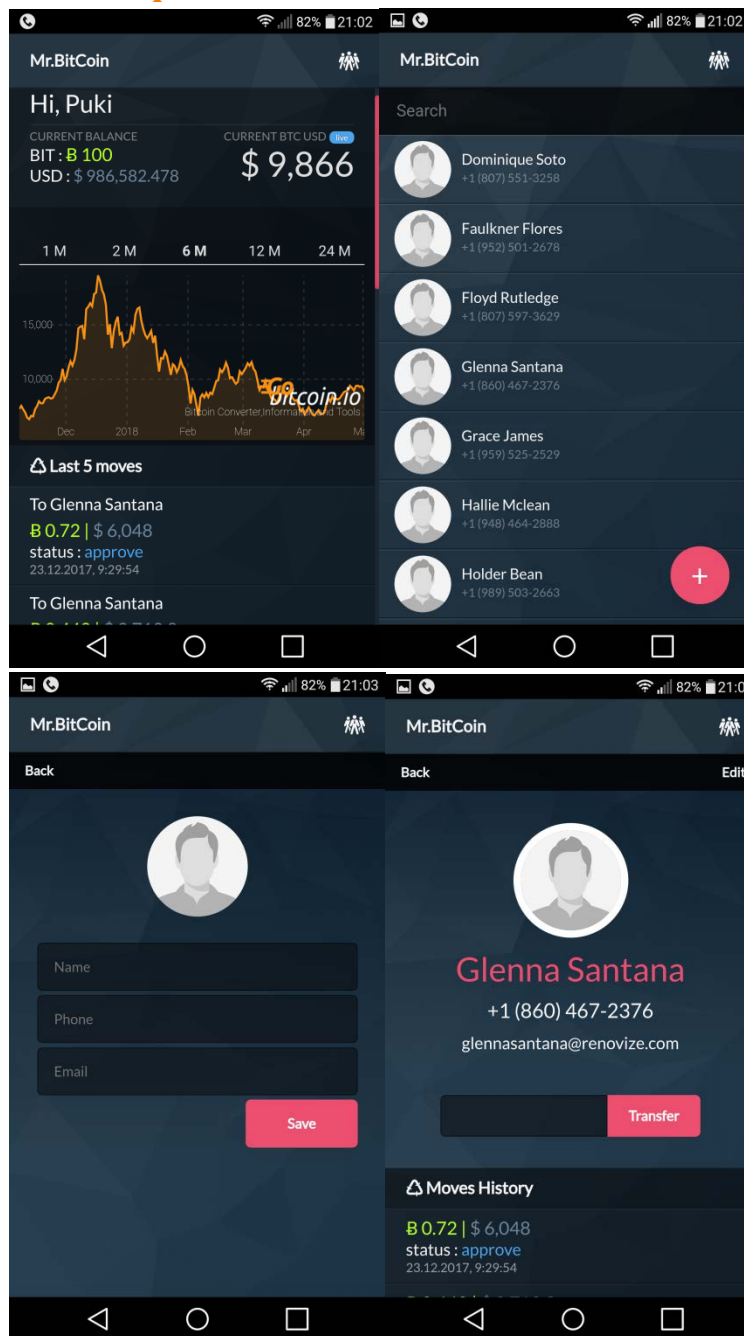 82% 21:02
Mr.BitCoin
Hi, Puki
CURRENT BALANCE
BIT : Ƀ 100
USD : $ 986,582.478
CURRENT BTC USD live
$ 9,866
1 M 2 M 6 M 12 M 24 M
15,000
10,000
Dec 2018 Feb Mar Apr
GoBitcoin.io
Bitcoin Converter,Information and Tools
Last 5 moves
To Glenna Santana
Ƀ 0.72 | $ 6,048
status : approve
23.12.2017, 9:29:54
To Glenna Santana
82% 21:02
Mr.BitCoin
Search
Dominique Soto
+1 (807) 551-3258
Faulkner Flores
+1 (952) 501-2678
Floyd Rutledge
+1 (807) 597-3629
Glenna Santana
+1 (860) 467-2376
Grace James
+1 (959) 525-2529
Hallie Mclean
+1 (948) 464-2888
Holder Bean
+1 (989) 503-2663
+
82% 21:03
Mr.BitCoin
Back
Name
Phone
Email
Save
82% 21:0
Mr.BitCoin
Back Edit
Glenna Santana
+1 (860) 467-2376
glennasantana@renovize.com
Transfer
Moves History
Ƀ 0.72 | $ 6,048
status : approve
23.12.2017, 9:29:54